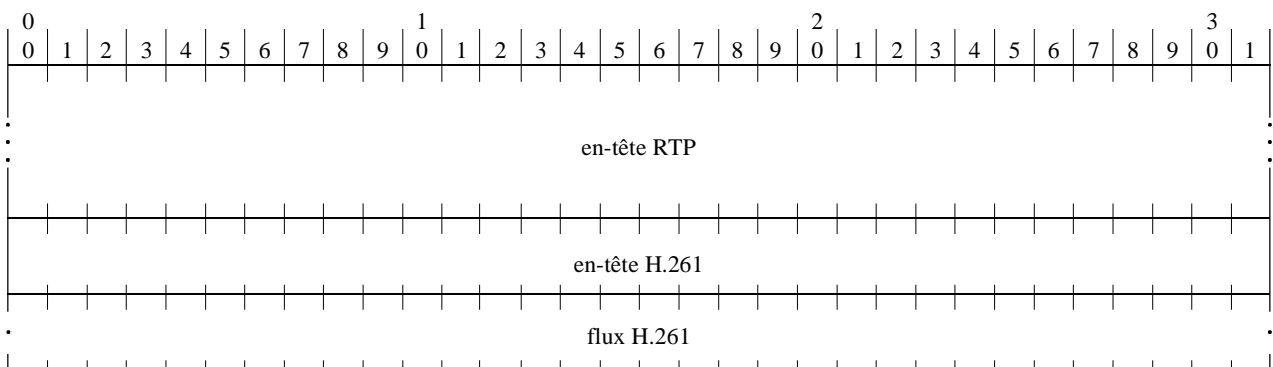 0 1 2 3
0 1 2 3 4 5 6 7 8 9 0 1 2 3 4 5 6 7 8 9 0 1 2 3 4 5 6 7 8 9 0 1
en-tête RTP
en-tête H.261
flux H.261